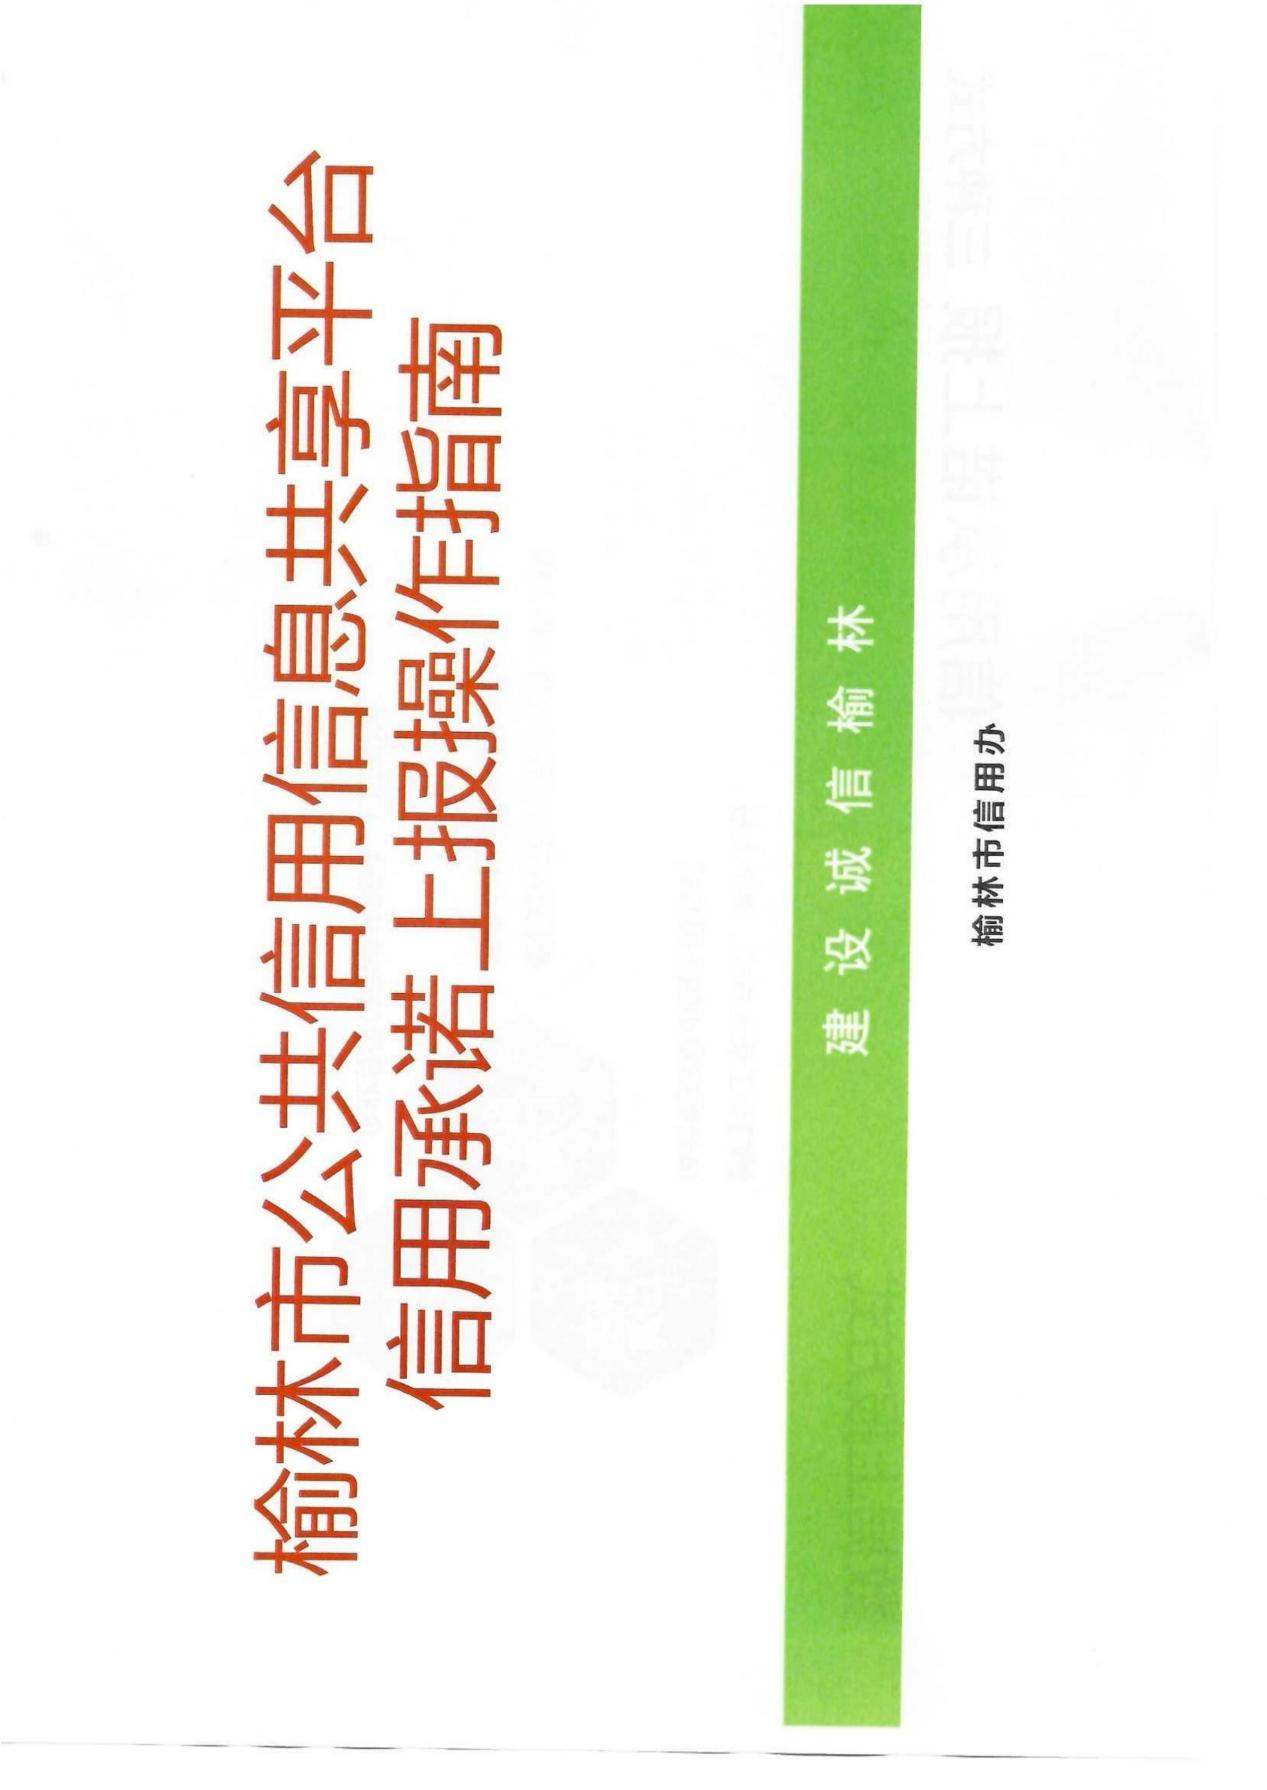 榆林市公共信用信息共享平台
信用承诺上报操作指南
建设诚信榆林
榆林市信用办